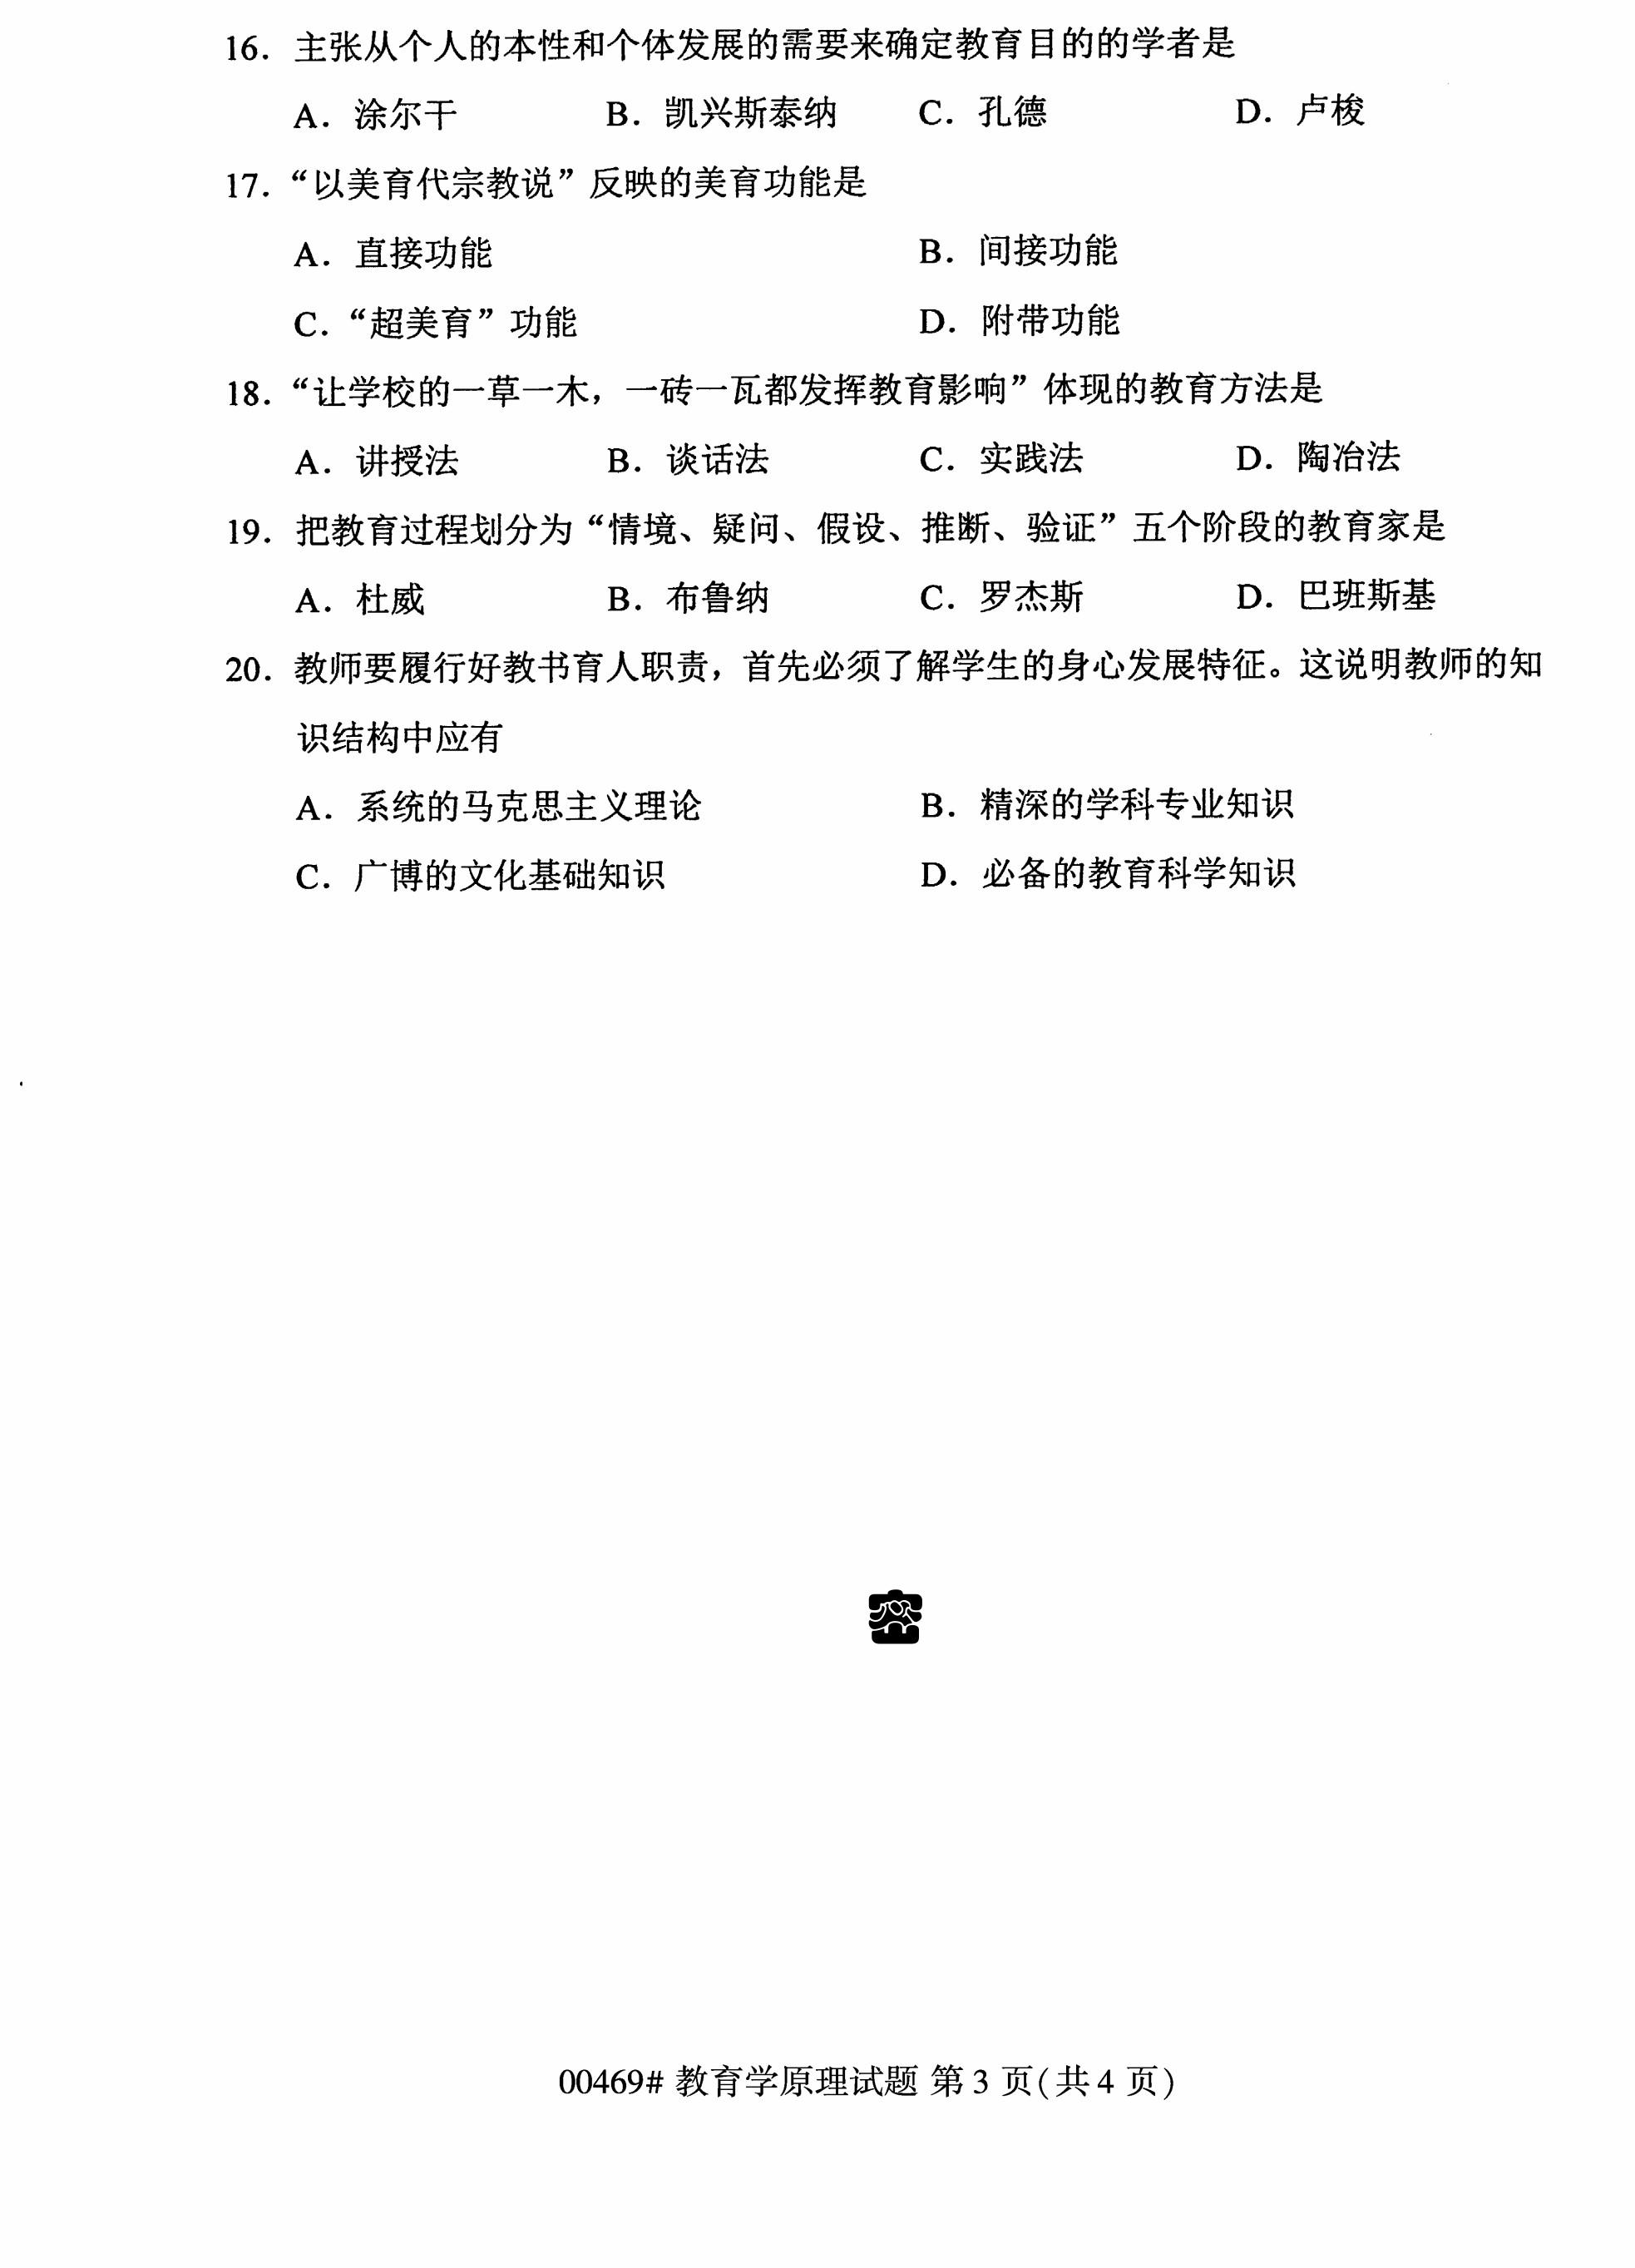 16. 主张从个人的本性和个体发展的需要来确定教育目的的学者是
A. 涂尔干 B. 凯兴斯泰纳 C. 孔德 D. 卢梭
17. “以美育代宗教说”反映的美育功能是
A. 直接功能 B. 间接功能
C. “超美育”功能 D. 附带功能
18. “让学校的一草一木，一砖一瓦都发挥教育影响”体现的教育方法是
A. 讲授法 B. 谈话法 C. 实践法 D. 陶冶法
19. 把教育过程划分为“情境、疑问、假设、推断、验证”五个阶段的教育家是
A. 杜威 B. 布鲁纳 C. 罗杰斯 D. 巴班斯基
20. 教师要履行好教书育人职责，首先必须了解学生的身心发展特征。这说明教师的知
识结构中应有
A. 系统的马克思主义理论 B. 精深的学科专业知识
C. 广博的文化基础知识 D. 必备的教育科学知识
密
00469# 教育学原理试题 第 3 页(共 4 页)